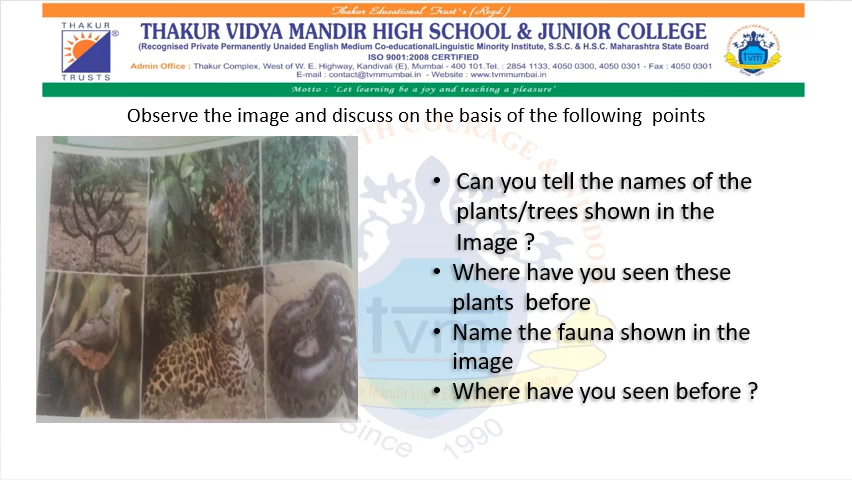 Thakur Educational Trust's (Regd.)
THAKUR
TRUSTS
®
THAKUR VIDYA MANDIR HIGH SCHOOL & JUNIOR COLLEGE
(Recognised Private Permanently Unaided English Medium Co-educationalLinguistic Minority Institute, S.S.C. & H.S.C. Maharashtra State Board
ISO 9001:2008 CERTIFIED
Admin Office : Thakur Complex, West of W. E. Highway, Kandivali (E), Mumbai - 400 101.Tel. : 2854 1133, 4050 0300, 4050 0301 - Fax : 4050 0301
E-mail : contact@tvmmumbai.in - Website : www.tvmmumbai.in
tvm
Since 1990
Motto : 'Let learning be a joy and teaching a pleasure'
Observe the image and discuss on the basis of the following points
• Can you tell the names of the
plants/trees shown in the
Image ?
• Where have you seen these
plants before
• Name the fauna shown in the
image
• Where have you seen before ?
WITH COURAGE &
tvm
Since 1990